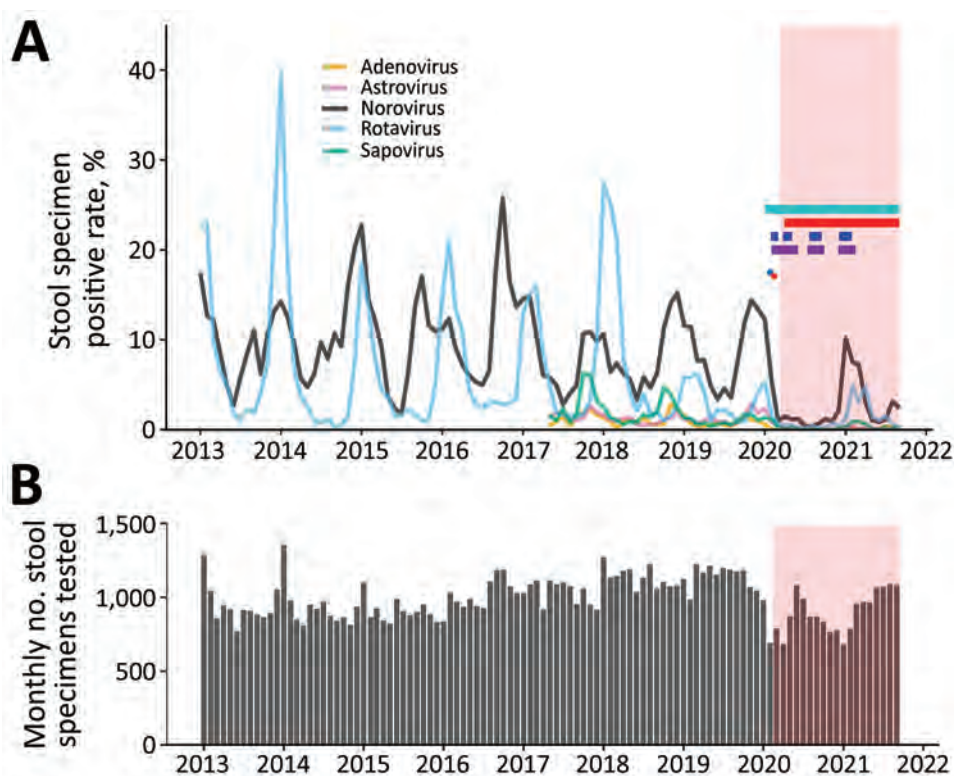 A
Stool specimen
positive rate, %
40
30
20
10
0
Adenovirus
Astrovirus
Norovirus
Rotavirus
Sapovirus
2013 2014 2015 2016 2017 2018 2019 2020 2021 2022
B
Monthly no. stool
specimens tested
1,500
1,000
500
0
2013 2014 2015 2016 2017 2018 2019 2020 2021 2022